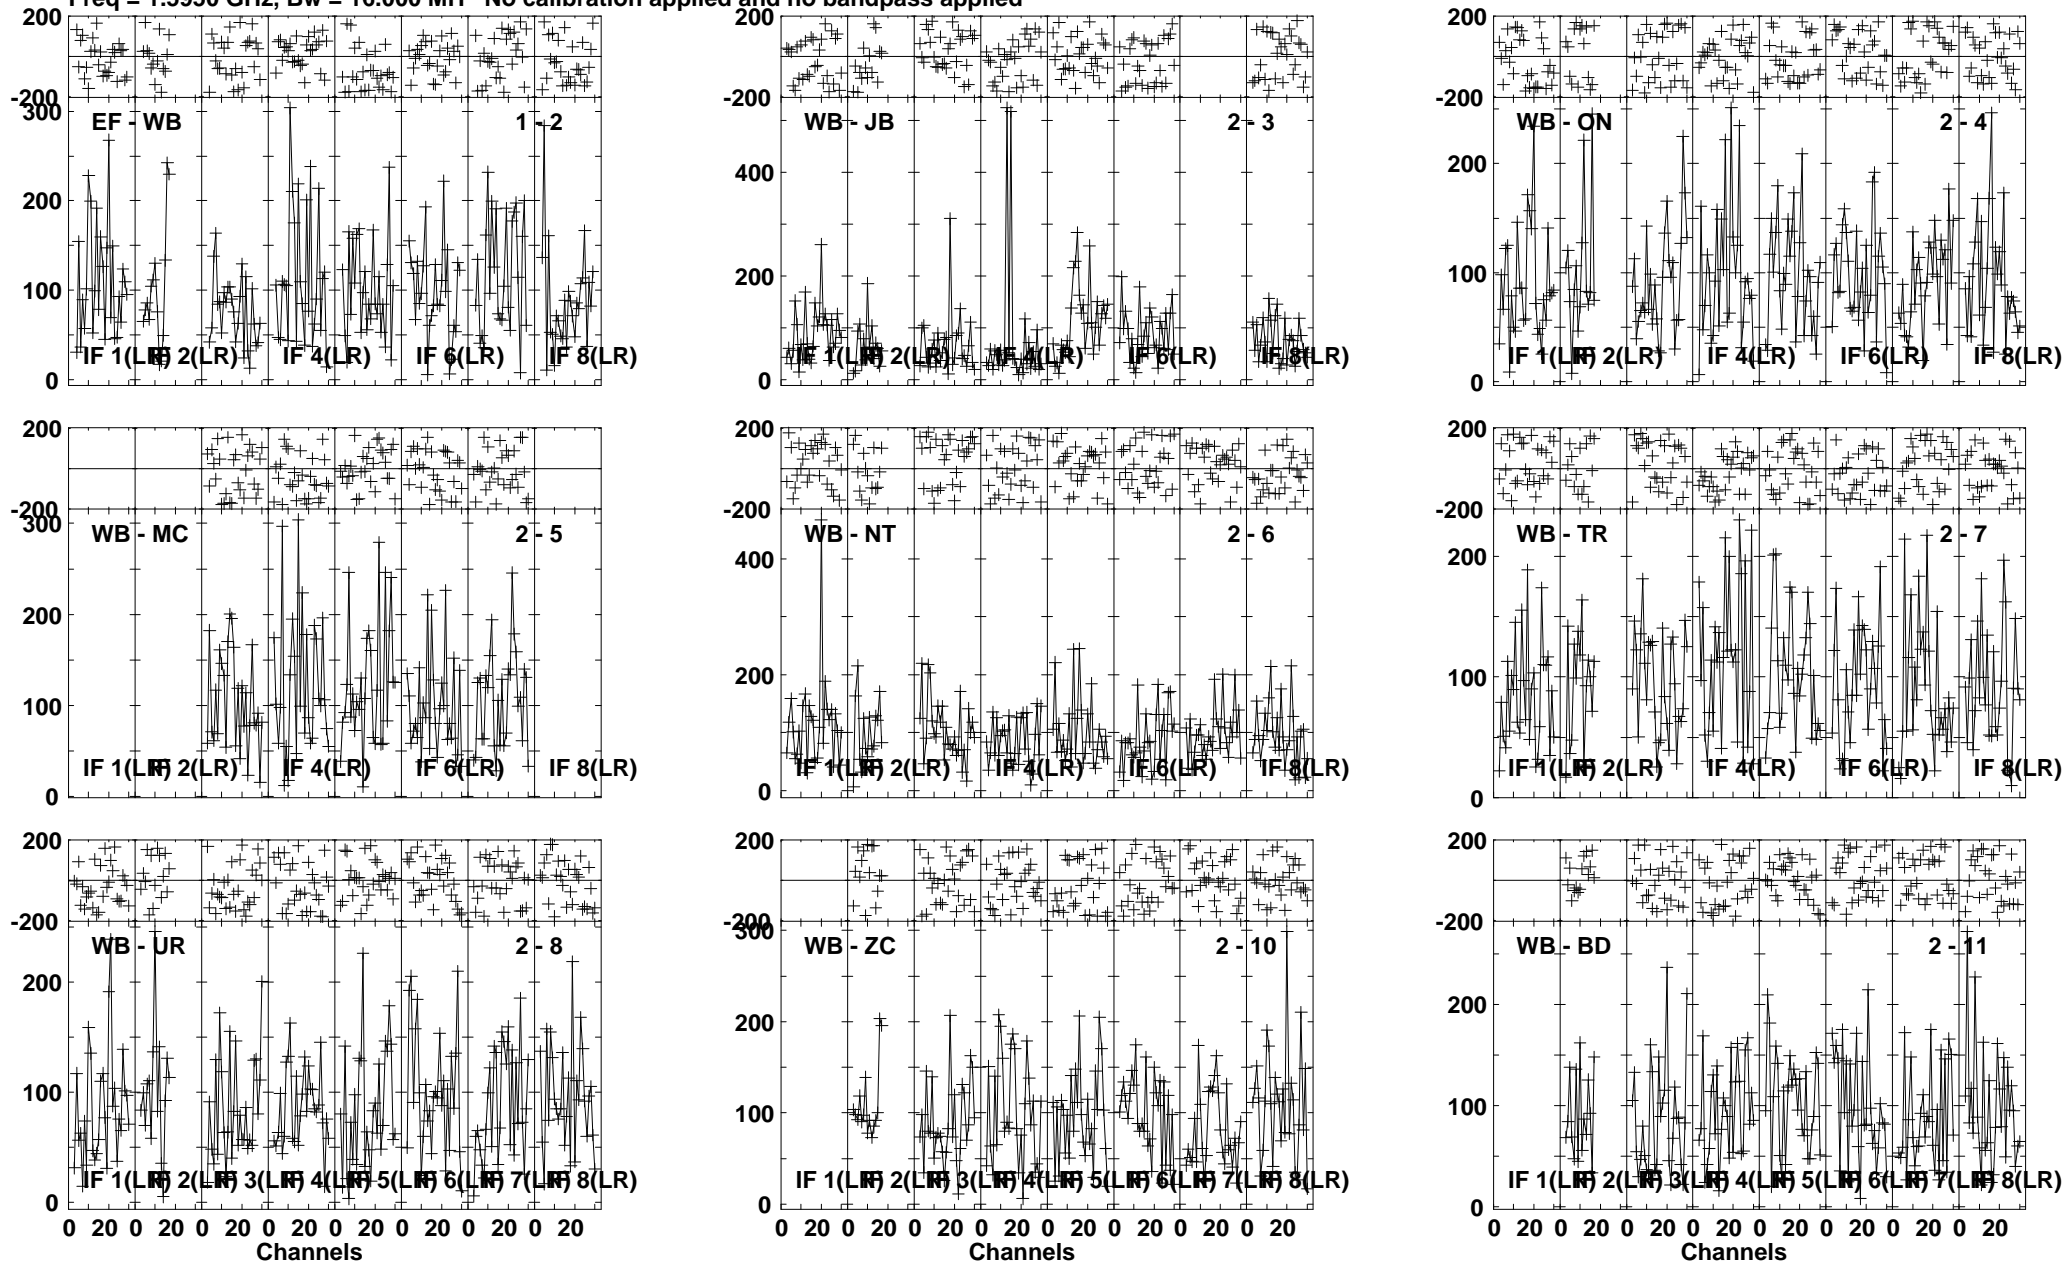 Freq = 1.5950 GHz, Bw = 16.000 MH No calibration applied and no bandpass applied
200
-200
300
200
100
0
EF - WB 1 - 2
IF 1(LR) IF 2(LR) IF 4(LR) IF 6(LR) IF 8(LR)
200
-200
400
200
0
WB - JB 2 - 3
IF 1(LR) IF 2(LR) IF 4(LR) IF 6(LR) IF 8(LR)
200
-200
200
100
0
WB - ON 2 - 4
IF 1(LR) IF 2(LR) IF 4(LR) IF 6(LR) IF 8(LR)
200
-200
300
200
100
0
WB - MC 2 - 5
IF 1(LR) IF 2(LR) IF 4(LR) IF 6(LR) IF 8(LR)
200
-200
400
200
0
WB - NT 2 - 6
IF 1(LR) IF 2(LR) IF 4(LR) IF 6(LR) IF 8(LR)
200
-200
200
100
0
WB - TR 2 - 7
IF 1(LR) IF 2(LR) IF 4(LR) IF 6(LR) IF 8(LR)
200
-200
200
100
0
WB - UR 2 - 8
IF 1(LR) IF 2(LR) IF 3(LR) IF 4(LR) IF 5(LR) IF 6(LR) IF 7(LR) IF 8(LR)
0 20 0 20 0 20 0 20 0 20 0 20 0 20 0 20
Channels
200
-200
300
200
100
0
WB - ZC 2 - 10
IF 1(LR) IF 2(LR) IF 3(LR) IF 4(LR) IF 5(LR) IF 6(LR) IF 7(LR) IF 8(LR)
0 20 0 20 0 20 0 20 0 20 0 20 0 20 0 20
Channels
200
-200
200
100
0
WB - BD 2 - 11
IF 1(LR) IF 2(LR) IF 3(LR) IF 4(LR) IF 5(LR) IF 6(LR) IF 7(LR) IF 8(LR)
0 20 0 20 0 20 0 20 0 20 0 20 0 20 0 20
Channels